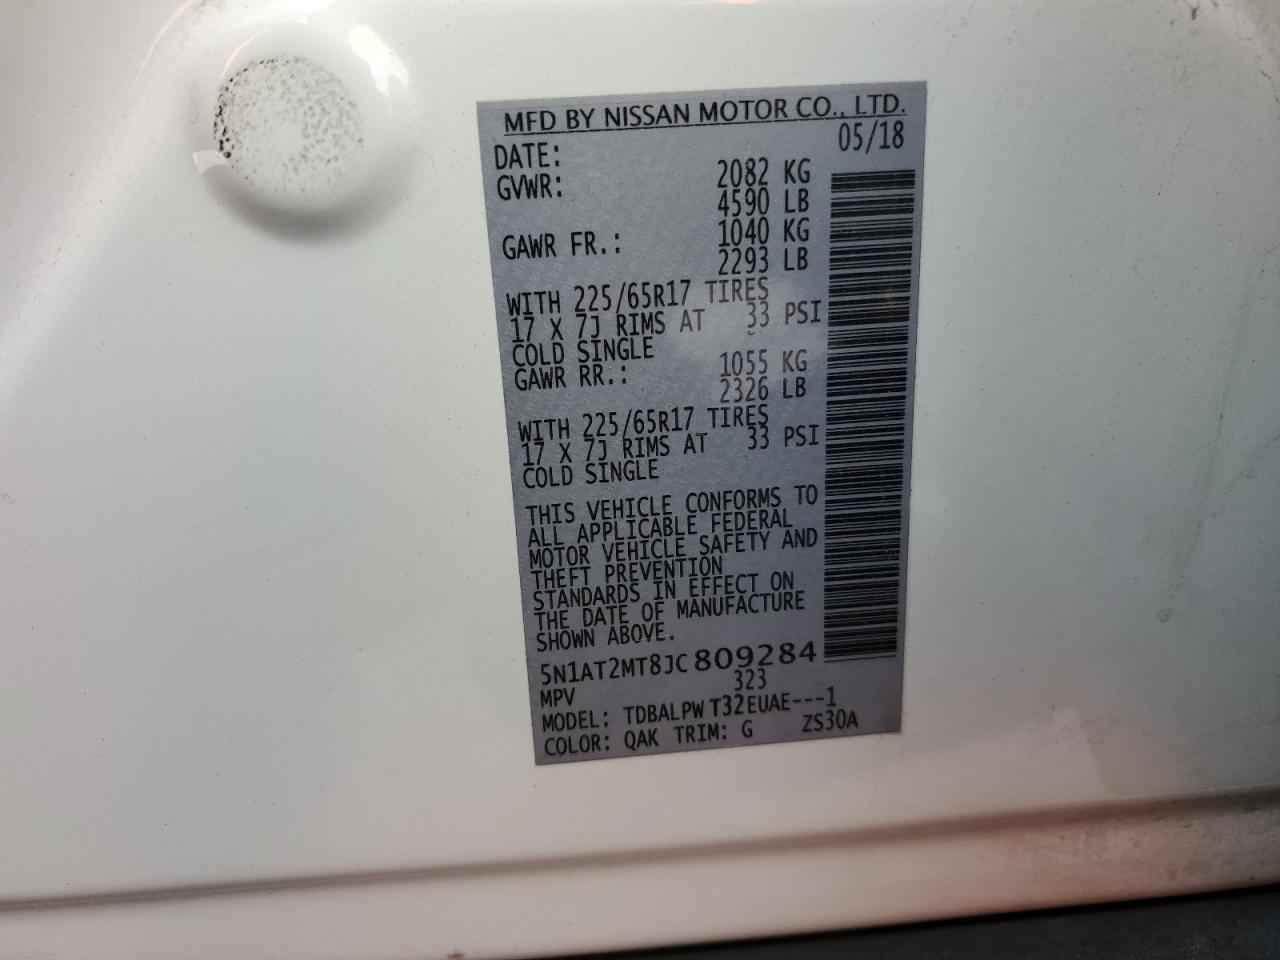 MFD BY NISSAN MOTOR CO., LTD.
DATE: 05/18
GVWR: 2082 KG
4590 LB
GAWR FR.: 1040 KG
2293 LB
WITH 225/65R17 TIRES
17 X 7J RIMS AT 33 PSI
COLD SINGLE
GAWR RR.: 1055 KG
2326 LB
WITH 225/65R17 TIRES
17 X 7J RIMS AT 33 PSI
COLD SINGLE
THIS VEHICLE CONFORMS TO
ALL APPLICABLE FEDERAL
MOTOR VEHICLE SAFETY AND
THEFT PREVENTION
STANDARDS IN EFFECT ON
THE DATE OF MANUFACTURE
SHOWN ABOVE.
5N1AT2MT8JC809284
MPV 323
MODEL: TDBALPW T32EUAE---1
COLOR: QAK TRIM: G ZS30A